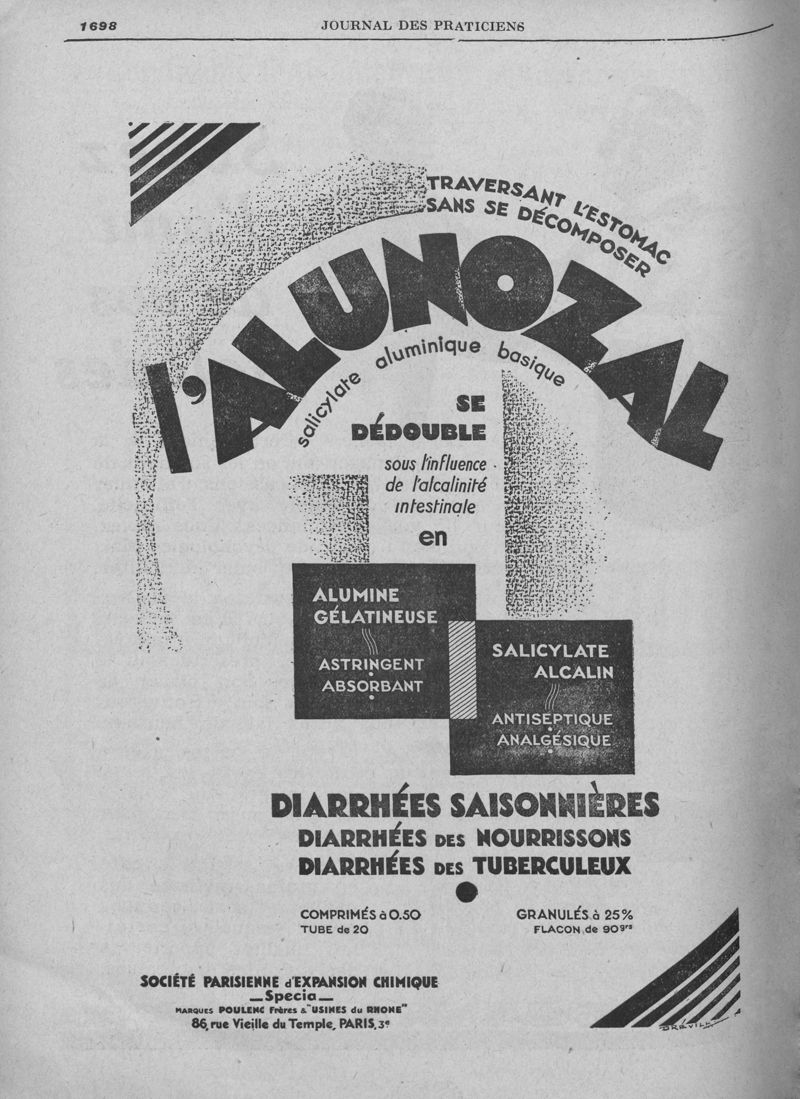 1698
JOURNAL DES PRATICIENS
TRAVERSANT L'ESTOMAC
SANS SE DÉCOMPOSER
l'ALUNOZAL
salicylate aluminique basique
SE
DÉDOUBLE
sous l'influence
de l'alcalinité
intestinale
en
ALUMINE
GÉLATINEUSE
ASTRINGENT
ABSORBANT
SALICYLATE
ALCALIN
ANTISEPTIQUE
ANALGÉSIQUE
DIARRHÉES SAISONNIÈRES
DIARRHÉES DES NOURRISSONS
DIARRHÉES DES TUBERCULEUX
COMPRIMÉS à 0.50
TUBE de 20
GRANULÉS à 25%
FLACON de 90 grs
SOCIÉTÉ PARISIENNE d'EXPANSION CHIMIQUE
_Specia_
MARQUES POULENC Frères & "USINES du RHONE"
86, rue Vieille du Temple, PARIS, 3e